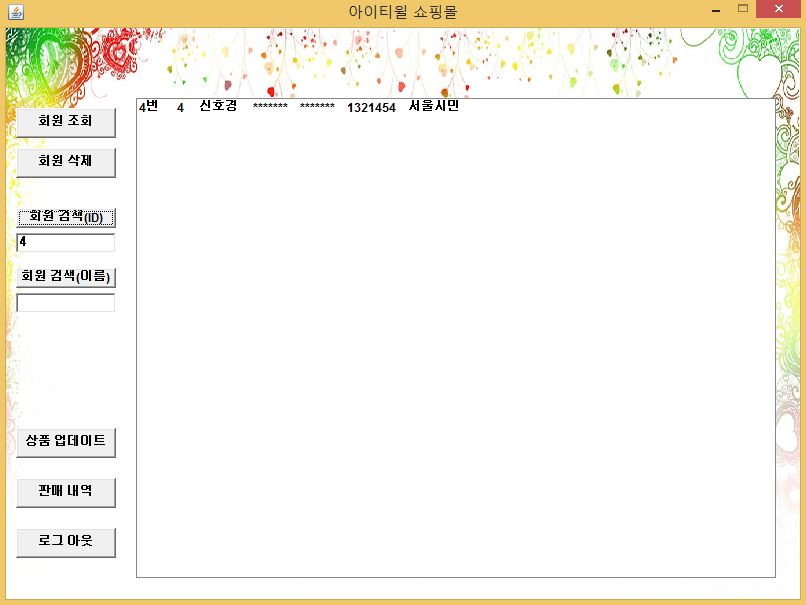 아이티윌 쇼핑몰
회원 조회
회원 삭제
회원 검색(ID)
4
회원 검색(이름)
상품 업데이트
판매 내역
로그 아웃
4번 4 신호경 ******* ******* 1321454 서울시민